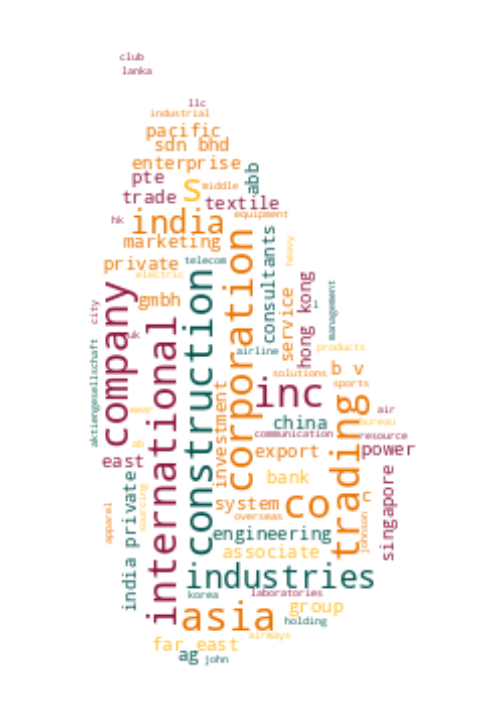 club
lanka
llc
industrial
pacific
sdn bhd
enterprise
abb
pte
s
middle
trade
textile
hk
india
equipment
marketing
consultants
heavy
private
telecom
electric
company
gmbh
construction
corporation
hong kong
service
l
management
city
uk
international
airline
products
aktiengesellschaft
solutions
b v
sports
investment
inc
wear
trading
air
china
bureau
communication
resource
ab
export
power
east
bank
singapore
india private
sourcing
system
co
c
apparel
overseas
johnson
engineering
associate
industries
korea
laboratories
asia
group
holding
airways
far east
ag
john